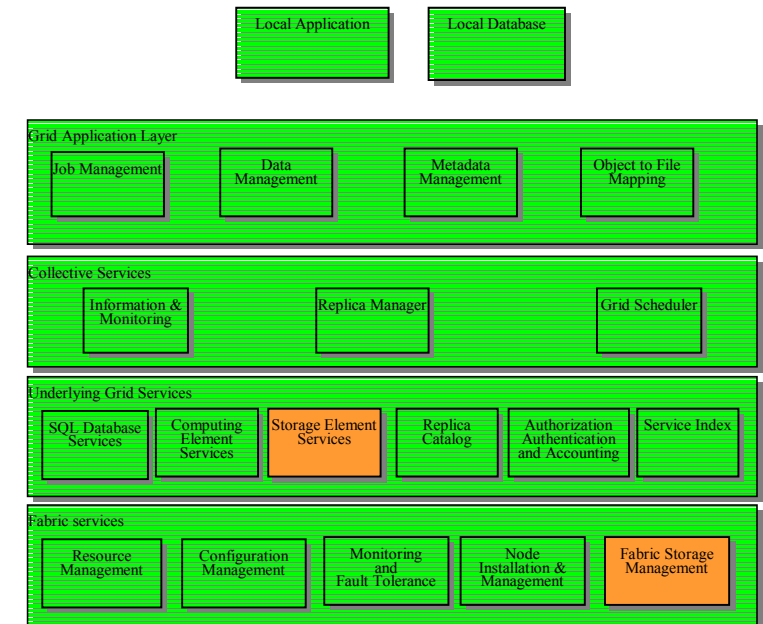 Local Application
Local Database
Grid Application Layer
Job Management
Data
Management
Metadata
Management
Object to File
Mapping
Collective Services
Information &
Monitoring
Replica Manager
Grid Scheduler
Underlying Grid Services
SQL Database
Services
Computing
Element
Services
Storage Element
Services
Replica
Catalog
Authorization
Authentication
and Accounting
Service Index
Fabric services
Resource
Management
Configuration
Management
Monitoring
and
Fault Tolerance
Node
Installation &
Management
Fabric Storage
Management